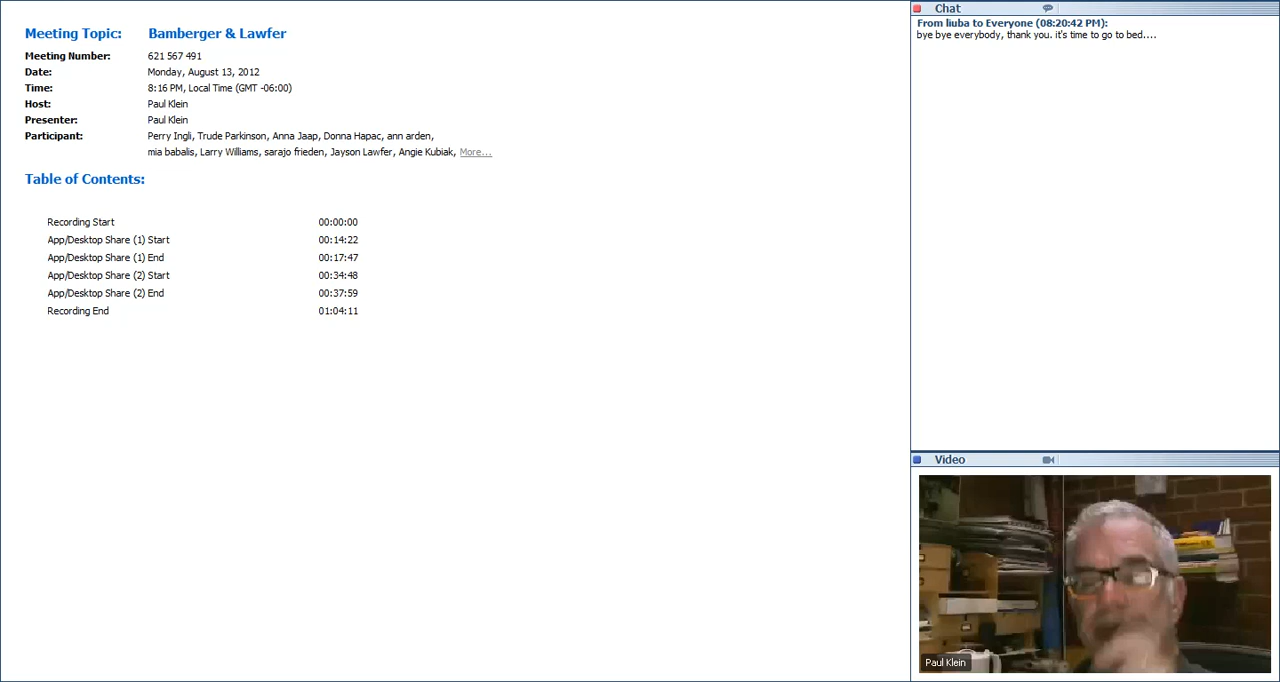 Meeting Topic: Bamberger & Lawfer
Meeting Number: 621 567 491
Date: Monday, August 13, 2012
Time: 8:16 PM, Local Time (GMT -06:00)
Host: Paul Klein
Presenter: Paul Klein
Participant: Perry Ingli, Trude Parkinson, Anna Jaap, Donna Hapac, ann arden,
mia babalis, Larry Williams, sarajo frieden, Jayson Lawfer, Angie Kubiak, More...
Table of Contents:
Recording Start 00:00:00
App/Desktop Share (1) Start 00:14:22
App/Desktop Share (1) End 00:17:47
App/Desktop Share (2) Start 00:34:48
App/Desktop Share (2) End 00:37:59
Recording End 01:04:11
Chat
From liuba to Everyone (08:20:42 PM):
bye bye everybody, thank you. it's time to go to bed....
Video
Paul Klein